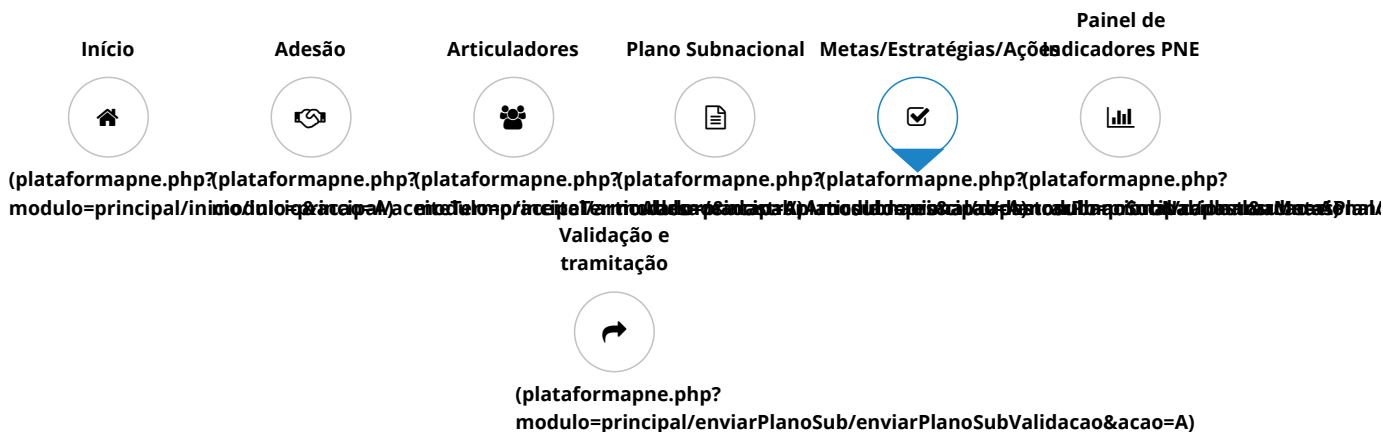 Painel de
Início Adesão Articuladores Plano Subnacional Metas/Estratégias/Ações Indicadores PNE
(plataformapne.php? (plataformapne.php? (plataformapne.php? (plataformapne.php? (plataformapne.php? (plataformapne.php?
modulo=principal/inicio/inicio&acao=A)
Validação e
tramitação
(plataformapne.php?
modulo=principal/enviarPlanoSub/enviarPlanoSubValidacao&acao=A)